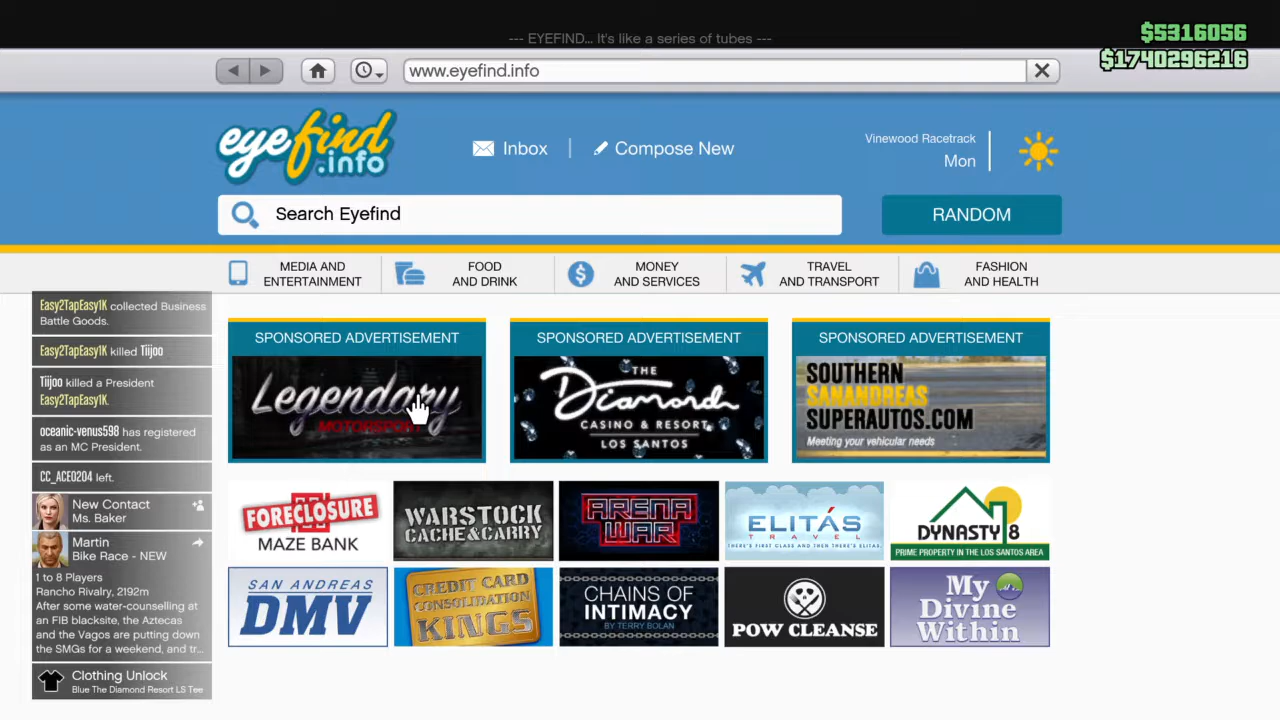 --- EYEFIND... It's like a series of tubes ---
$5316056
$1740296216
www.eyefind.info
eyefind
.info
Inbox
Compose New
Vinewood Racetrack
Mon
Search Eyefind
RANDOM
MEDIA AND
ENTERTAINMENT
FOOD
AND DRINK
MONEY
AND SERVICES
TRAVEL
AND TRANSPORT
FASHION
AND HEALTH
Easy2TapEasy1K collected Business
Battle Goods.
Easy2TapEasy1K killed Tiijoo
Tiijoo killed a President
Easy2TapEasy1K.
oceanic-venus598 has registered
as an MC President.
CC_ACE0204 left.
New Contact
Ms. Baker
Martin
Bike Race - NEW
1 to 8 Players
Rancho Rivalry, 2192m
After some water-counselling at
an FIB blacksite, the Aztecas
and the Vagos are putting down
the SMGs for a weekend, and tr...
Clothing Unlock
Blue The Diamond Resort LS Tee
SPONSORED ADVERTISEMENT
Legendary
MOTORSPORT
SPONSORED ADVERTISEMENT
THE
Diamond
CASINO & RESORT
LOS SANTOS
SPONSORED ADVERTISEMENT
SOUTHERN
SANANDREAS
SUPERAUTOS.COM
Meeting your vehicular needs
FORECLOSURE
MAZE BANK
WARSTOCK
CACHE & CARRY
ARENA
WAR
ELITÁS
TRAVEL
THERE'S FIRST CLASS AND THEN THERE'S ELITAS.
DYNASTY 8
PRIME PROPERTY IN THE LOS SANTOS AREA
SAN ANDREAS
DMV
CREDIT CARD
CONSOLIDATION
KINGS
CHAINS OF
INTIMACY
BY TERRY BOLAN
POW CLEANSE
My
Divine
Within